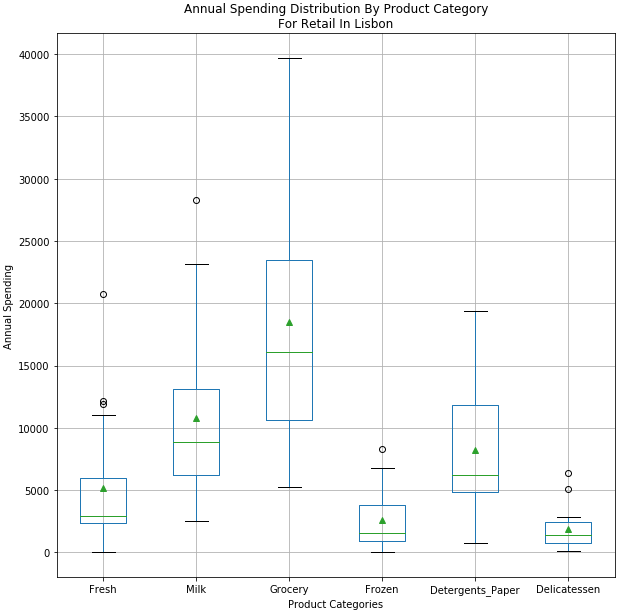 Annual Spending Distribution By Product Category
For Retail In Lisbon
Annual Spending
40000
35000
30000
25000
20000
15000
10000
5000
0
Fresh
Milk
Grocery
Frozen
Detergents_Paper
Delicatessen
Product Categories